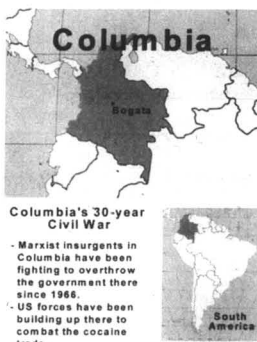 Columbia
Bogata
Columbia's 30-year
Civil War
- Marxist insurgents in
Columbia have been
fighting to overthrow
the government there
since 1966.
- US forces have been
building up there to
combat the cocaine
trade
South
America